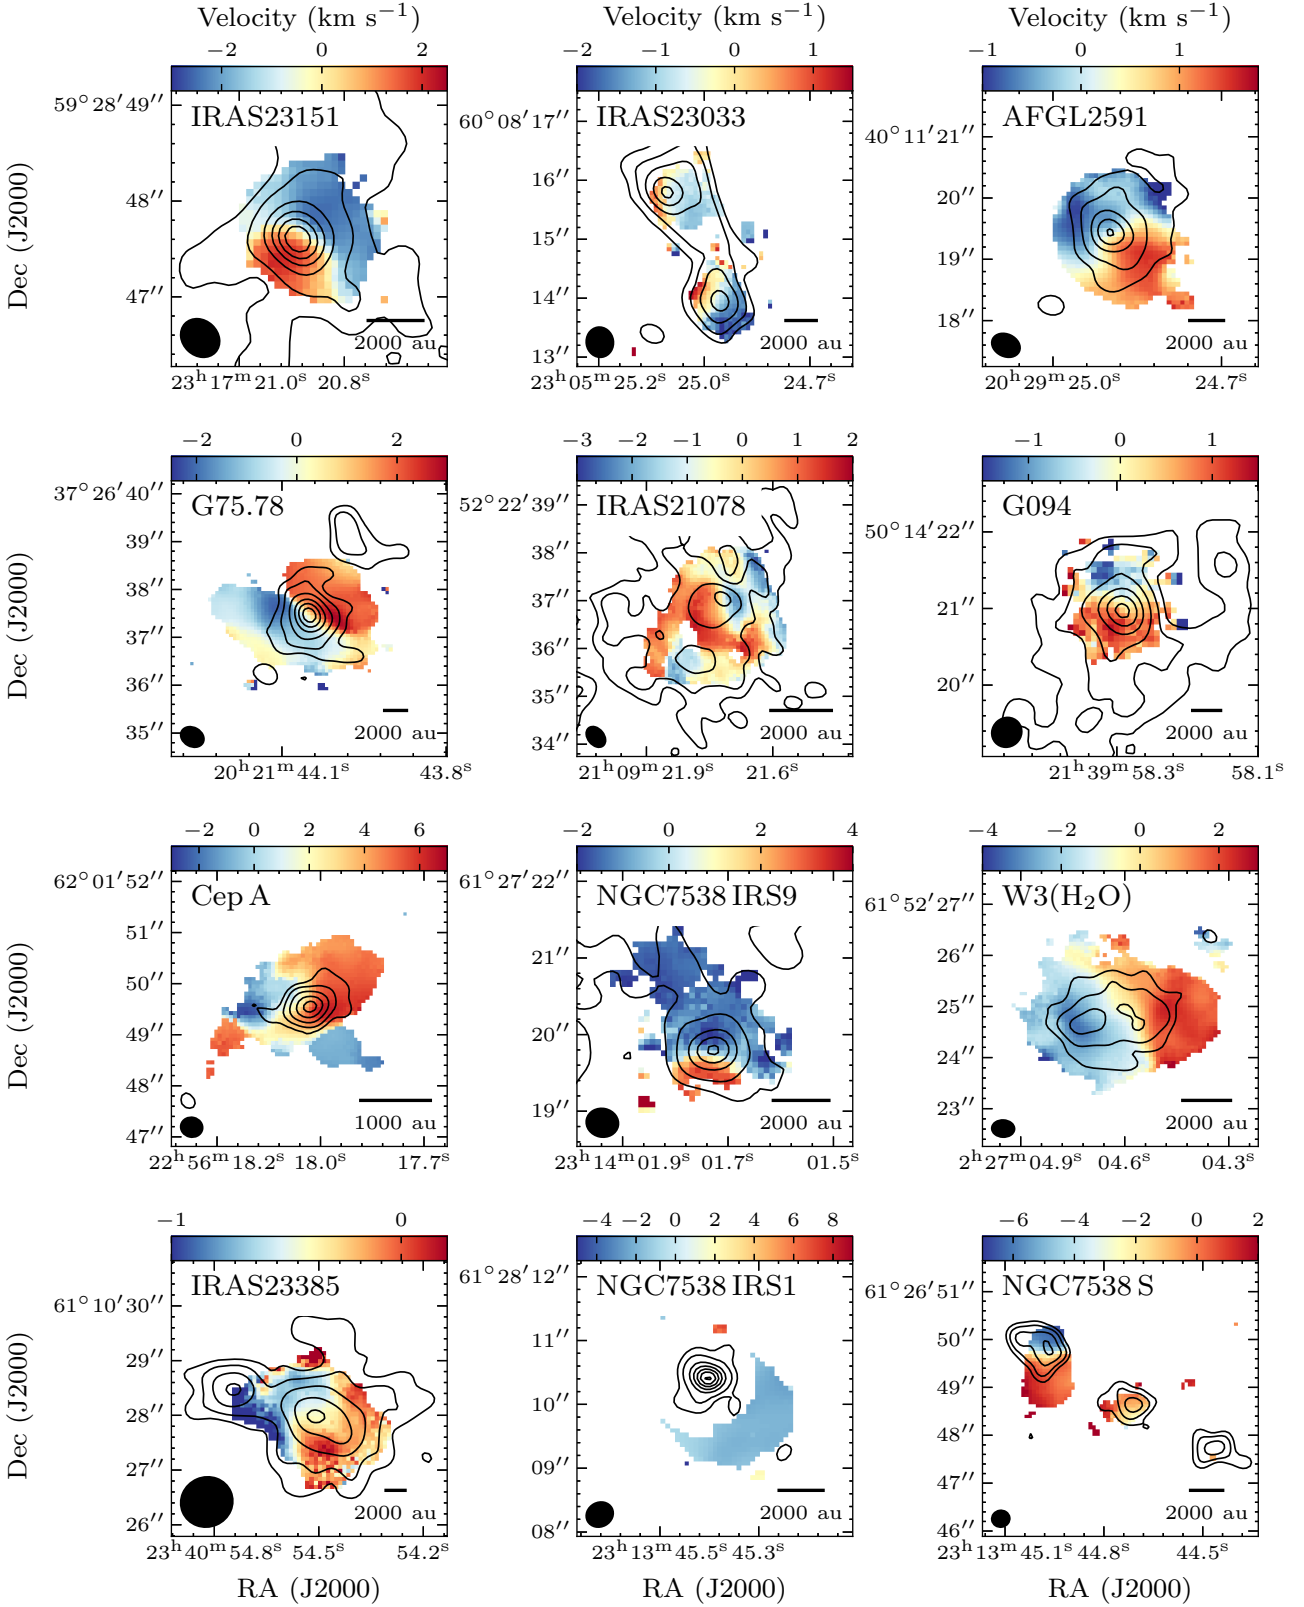 Velocity (km s⁻¹) Velocity (km s⁻¹) Velocity (km s⁻¹)
−2 0 2 −2 −1 0 1 −1 0 1
IRAS23151 IRAS23033 AFGL2591
59°28′49″ 48″ 47″
60°08′17″ 16″ 15″ 14″ 13″
40°11′21″ 20″ 19″ 18″
Dec (J2000)
2000 au 2000 au 2000 au
23ʰ17ᵐ21.0ˢ 20.8ˢ 23ʰ05ᵐ25.2ˢ 25.0ˢ 24.7ˢ 20ʰ29ᵐ25.0ˢ 24.7ˢ
−2 0 2 −3 −2 −1 0 1 2 −1 0 1
G75.78 IRAS21078 G094
37°26′40″ 39″ 38″ 37″ 36″ 35″
52°22′39″ 38″ 37″ 36″ 35″ 34″
50°14′22″ 21″ 20″
Dec (J2000)
2000 au 2000 au 2000 au
20ʰ21ᵐ44.1ˢ 43.8ˢ 21ʰ09ᵐ21.9ˢ 21.6ˢ 21ʰ39ᵐ58.3ˢ 58.1ˢ
−2 0 2 4 6 −2 0 2 4 −4 −2 0 2
Cep A NGC7538 IRS9 W3(H₂O)
62°01′52″ 51″ 50″ 49″ 48″ 47″
61°27′22″ 21″ 20″ 19″
61°52′27″ 26″ 25″ 24″ 23″
Dec (J2000)
1000 au 2000 au 2000 au
22ʰ56ᵐ18.2ˢ 18.0ˢ 17.7ˢ 23ʰ14ᵐ01.9ˢ 01.7ˢ 01.5ˢ 2ʰ27ᵐ04.9ˢ 04.6ˢ 04.3ˢ
−1 0 −4 −2 0 2 4 6 8 −6 −4 −2 0 2
IRAS23385 NGC7538 IRS1 NGC7538 S
61°10′30″ 29″ 28″ 27″ 26″
61°28′12″ 11″ 10″ 09″ 08″
61°26′51″ 50″ 49″ 48″ 47″ 46″
Dec (J2000)
2000 au 2000 au 2000 au
23ʰ40ᵐ54.8ˢ 54.5ˢ 54.2ˢ 23ʰ13ᵐ45.5ˢ 45.3ˢ 23ʰ13ᵐ45.1ˢ 44.8ˢ 44.5ˢ
RA (J2000) RA (J2000) RA (J2000)